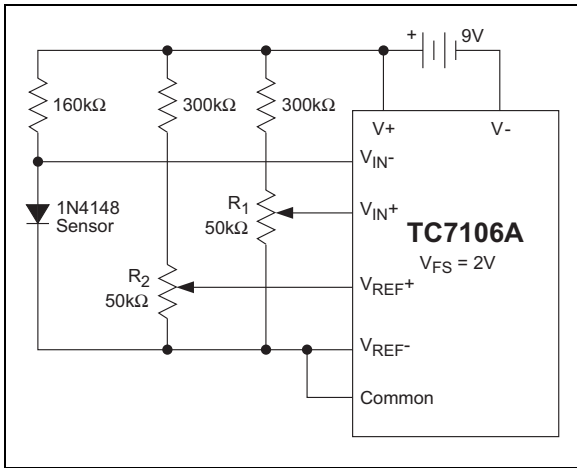 +
9V
160kΩ
300kΩ
300kΩ
V+
V-
VIN-
1N4148
Sensor
R1
50kΩ
VIN+
TC7106A
VFS = 2V
R2
50kΩ
VREF+
VREF-
Common